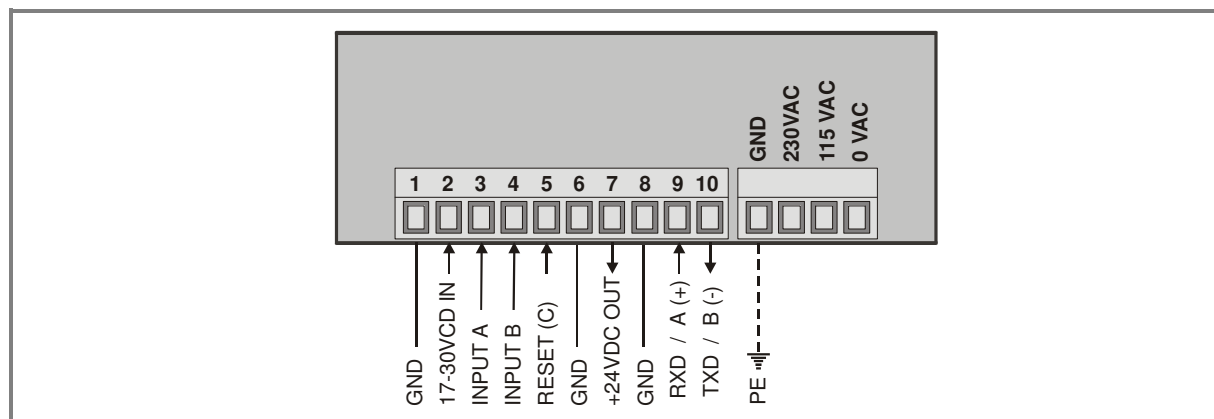 GND
230VAC
115 VAC
0 VAC
1 2 3 4 5 6 7 8 9 10
GND
17-30VCD IN
INPUT A
INPUT B
RESET (C)
GND
+24VDC OUT
GND
RXD / A (+)
TXD / B (-)
PE